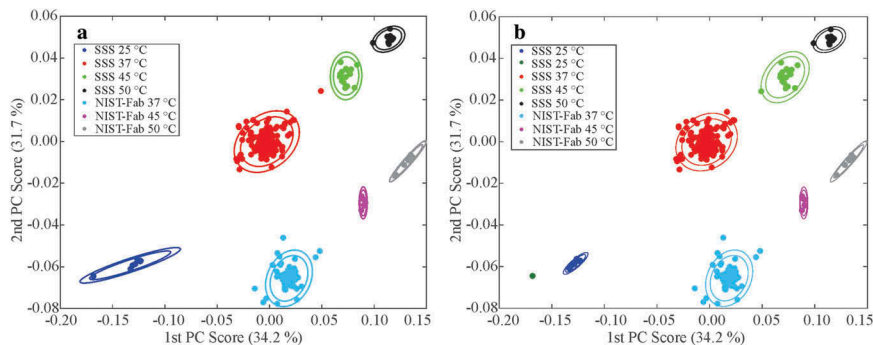 a
SSS 25 °C
SSS 37 °C
SSS 45 °C
SSS 50 °C
NIST-Fab 37 °C
NIST-Fab 45 °C
NIST-Fab 50 °C
0.06
0.04
0.02
0.00
-0.02
-0.04
-0.06
-0.08
2nd PC Score (31.7 %)
-0.20 -0.15 -0.10 -0.05 0.00 0.05 0.10 0.15
1st PC Score (34.2 %)
b
SSS 25 °C
SSS 25 °C
SSS 37 °C
SSS 45 °C
SSS 50 °C
NIST-Fab 37 °C
NIST-Fab 45 °C
NIST-Fab 50 °C
0.06
0.04
0.02
0.00
-0.02
-0.04
-0.06
-0.08
2nd PC Score (31.7 %)
-0.20 -0.15 -0.10 -0.05 0.00 0.05 0.10 0.15
1st PC Score (34.2 %)